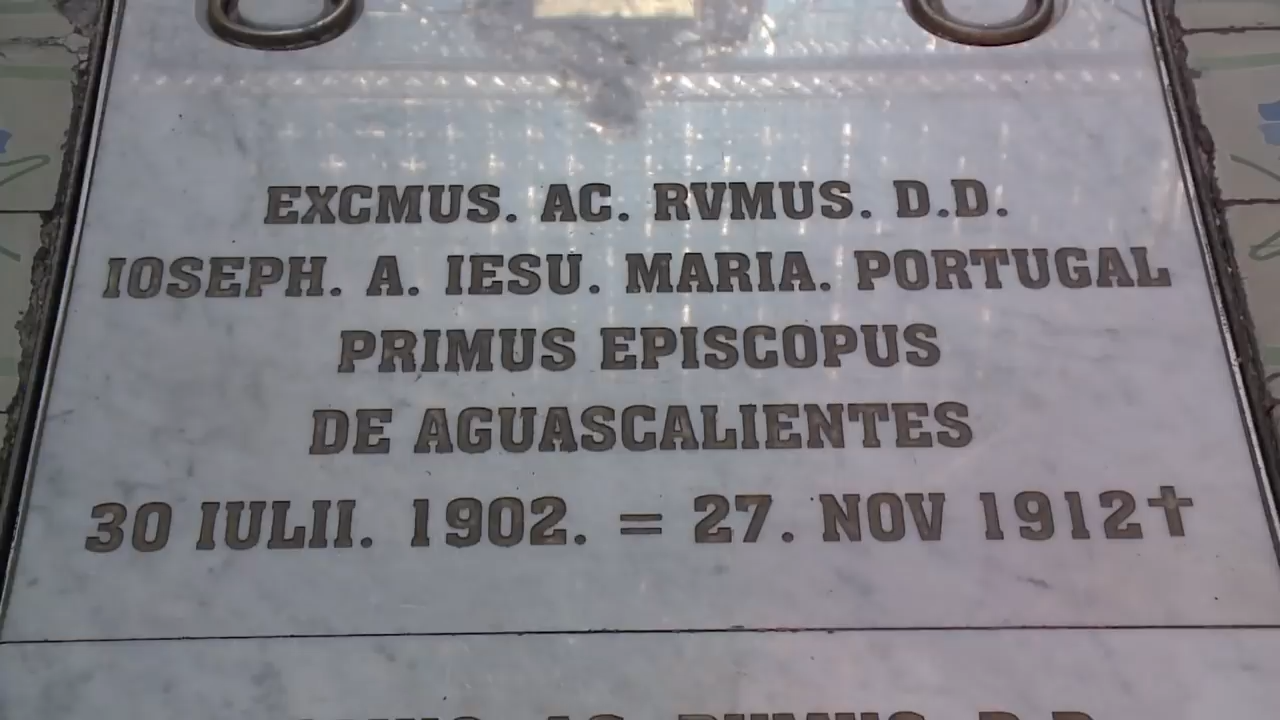 EXCMUS. AC. RVMUS. D.D.
IOSEPH. A. IESU. MARIA. PORTUGAL
PRIMUS EPISCOPUS
DE AGUASCALIENTES
30 IULII. 1902. = 27. NOV 1912 ✝